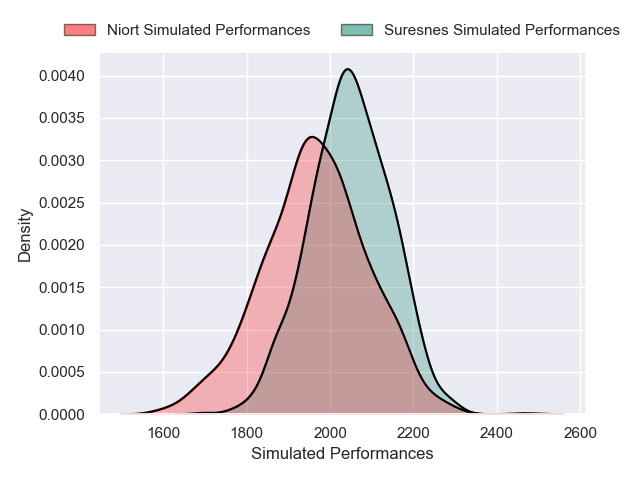 Niort Simulated Performances
Suresnes Simulated Performances
0.0040
0.0035
0.0030
0.0025
0.0020
0.0015
0.0010
0.0005
0.0000
Density
1600 1800 2000 2200 2400 2600
Simulated Performances